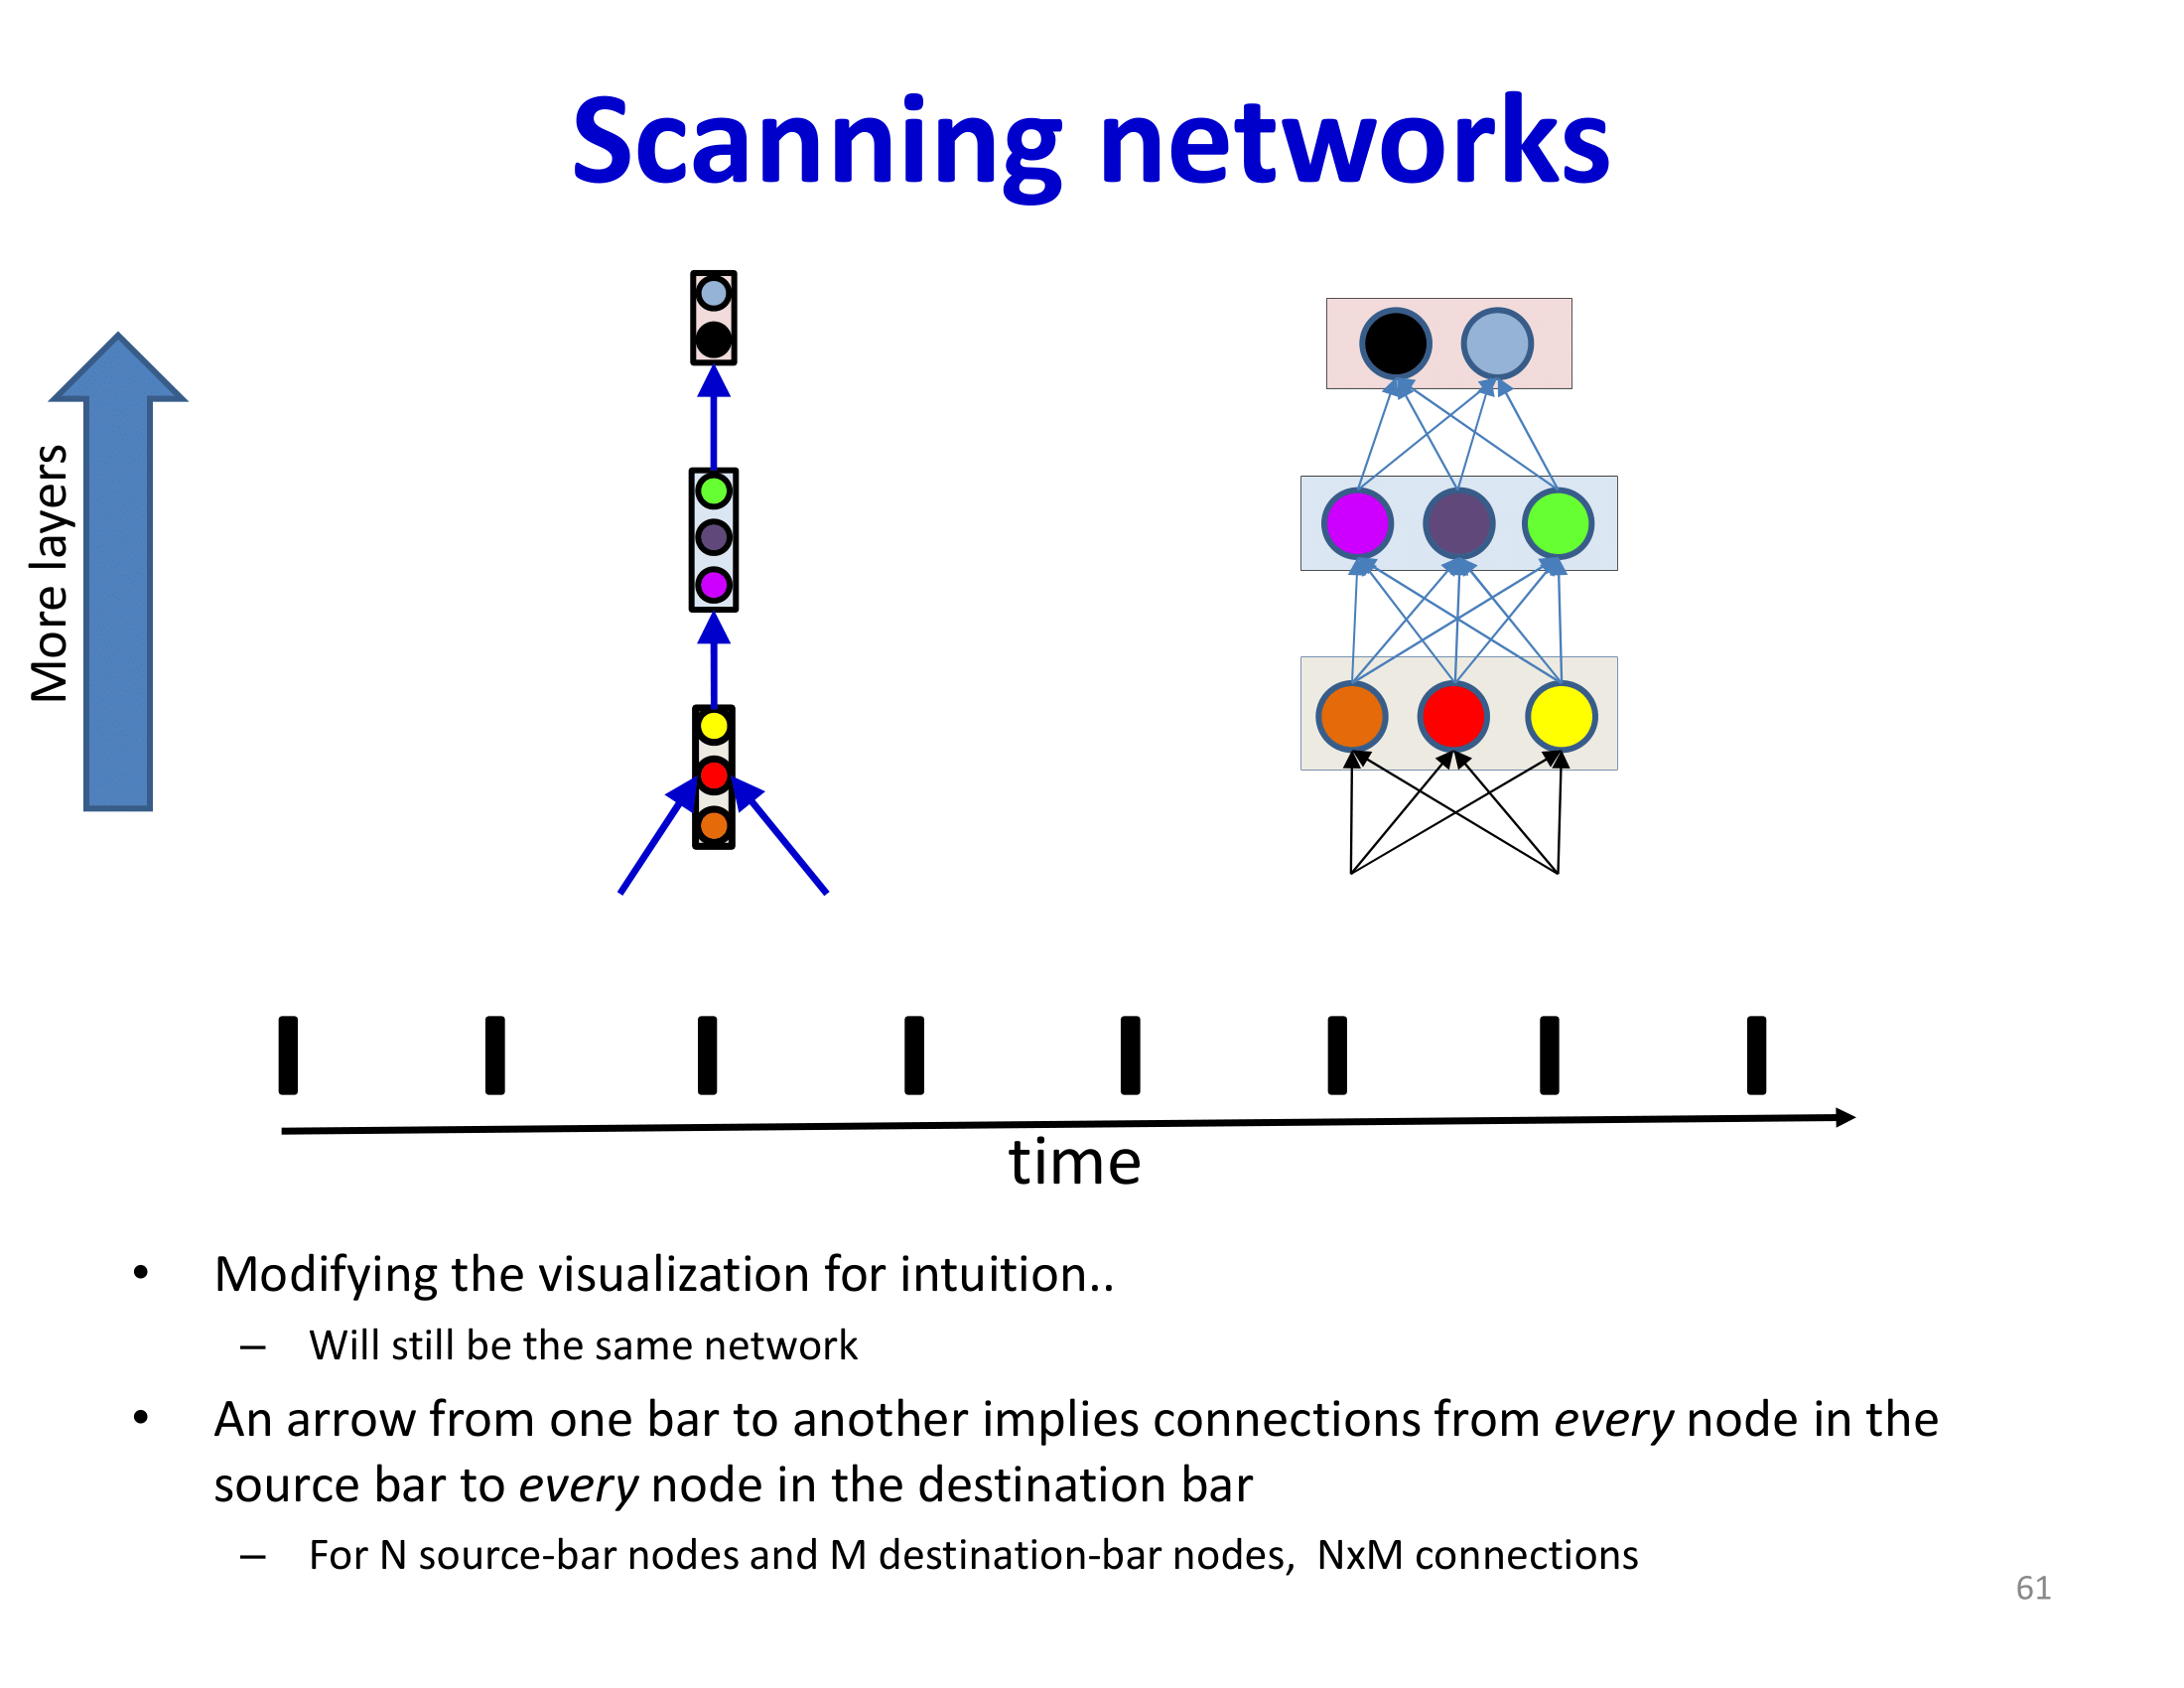 Scanning networks
More layers
time
• Modifying the visualization for intuition..
– Will still be the same network
• An arrow from one bar to another implies connections from every node in the
source bar to every node in the destination bar
– For N source-bar nodes and M destination-bar nodes, NxM connections
61